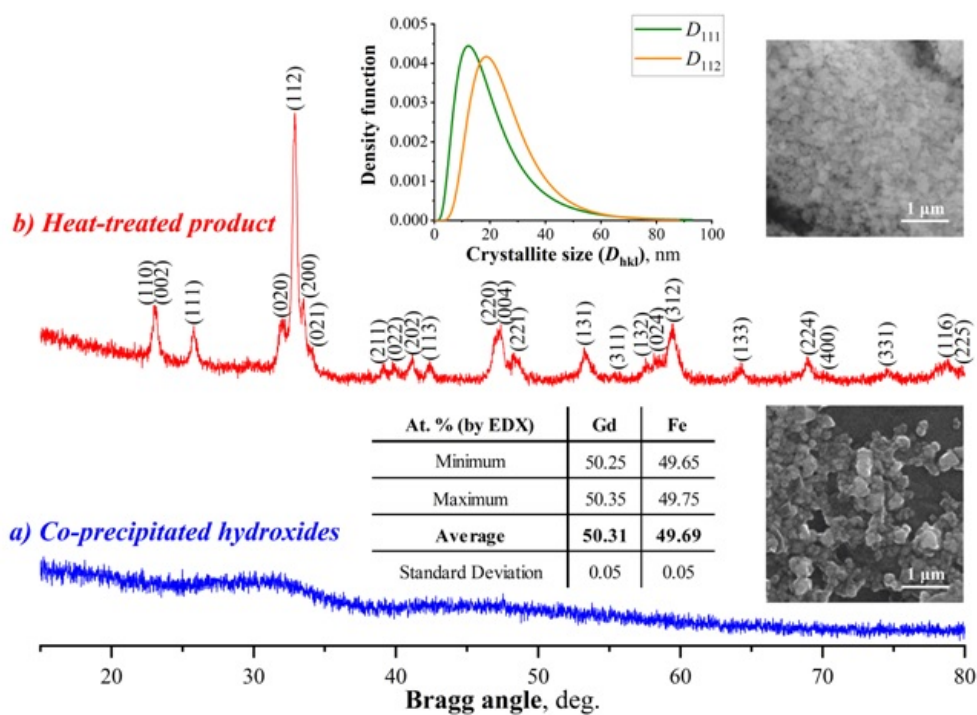 0.005
0.004
0.003
0.002
0.001
0.000
Density function
D111
D112
0 20 40 60 80 100
Crystallite size (Dhkl), nm
1 µm
b) Heat-treated product
(110)
(002)
(111)
(020)
(112)
(200)
(021)
(211)
(022)
(202)
(113)
(220)
(004)
(221)
(131)
(311)
(132)
(024)
(312)
(133)
(224)
(400)
(331)
(116)
(225)
At. % (by EDX) Gd Fe
Minimum 50.25 49.65
Maximum 50.35 49.75
Average 50.31 49.69
Standard Deviation 0.05 0.05
1 µm
a) Co-precipitated hydroxides
20 30 40 50 60 70 80
Bragg angle, deg.